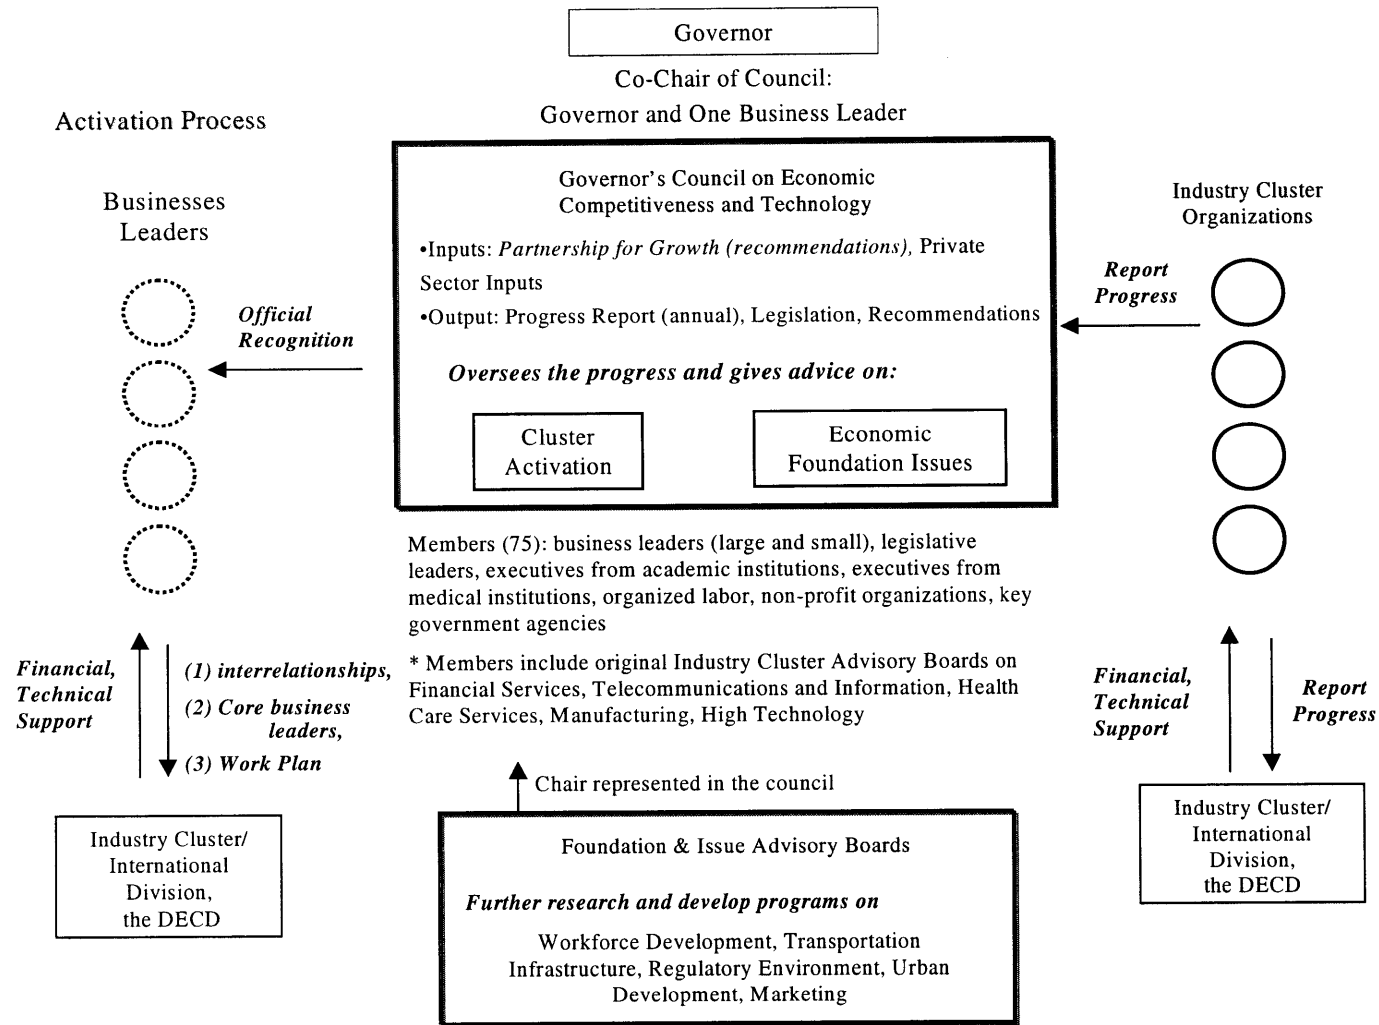 Governor
Co-Chair of Council:
Governor and One Business Leader
Activation Process
Businesses
Leaders
Official
Recognition
Governor's Council on Economic
Competitiveness and Technology
•Inputs: Partnership for Growth (recommendations), Private
Sector Inputs
•Output: Progress Report (annual), Legislation, Recommendations
Oversees the progress and gives advice on:
Cluster
Activation
Economic
Foundation Issues
Industry Cluster
Organizations
Report
Progress
Members (75): business leaders (large and small), legislative
leaders, executives from academic institutions, executives from
medical institutions, organized labor, non-profit organizations, key
government agencies
* Members include original Industry Cluster Advisory Boards on
Financial Services, Telecommunications and Information, Health
Care Services, Manufacturing, High Technology
Financial,
Technical
Support
(1) interrelationships,
(2) Core business
leaders,
(3) Work Plan
Industry Cluster/
International
Division,
the DECD
Chair represented in the council
Foundation & Issue Advisory Boards
Further research and develop programs on
Workforce Development, Transportation
Infrastructure, Regulatory Environment, Urban
Development, Marketing
Financial,
Technical
Support
Report
Progress
Industry Cluster/
International
Division,
the DECD